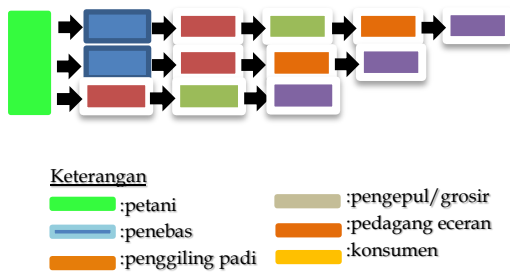 Keterangan
:petani
:penebas
:penggiling padi
:pengepul/grosir
:pedagang eceran
:konsumen